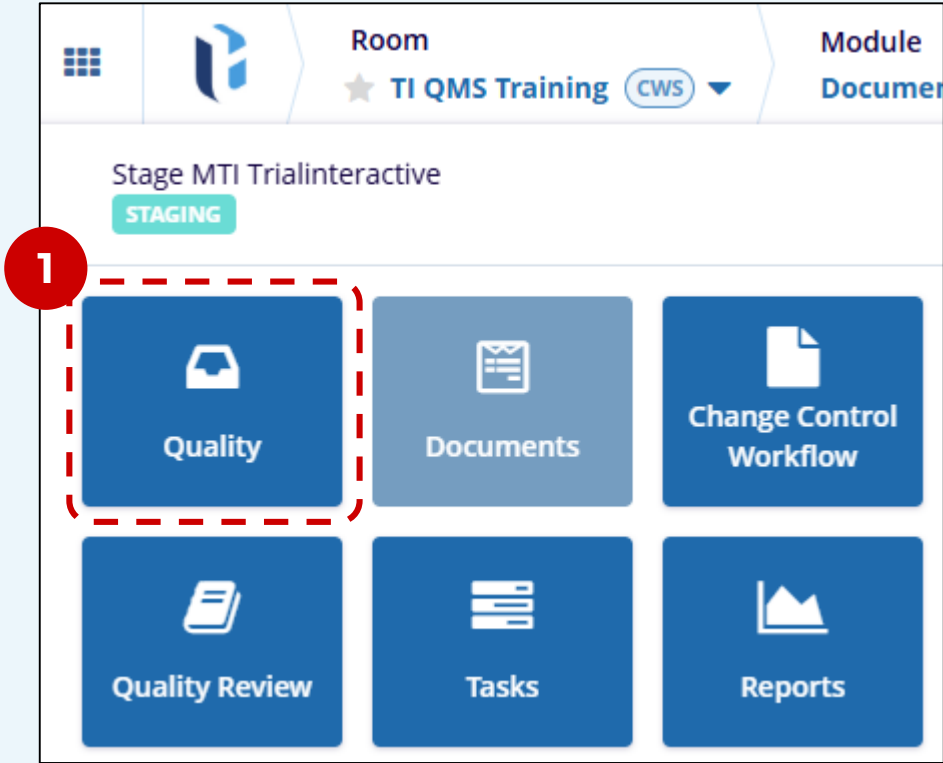 Room
Module
TI QMS Training CWS
Documen
Stage MTI Trialinteractive
STAGING
1
Quality
Documents
Change Control
Workflow
Quality Review
Tasks
Reports